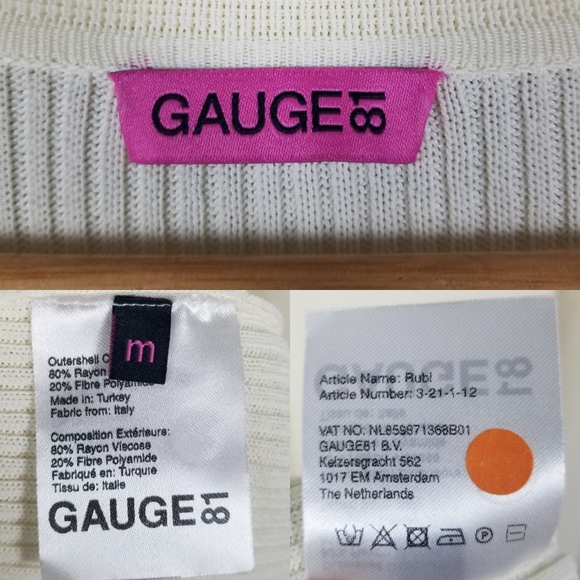 GAUGE81
m
Outershell C
80% Rayon
20% Fibre Polyamide
Made in: Turkey
Fabric from: Italy
Composition Extérieure:
80% Rayon Viscose
20% Fibre Polyamide
Fabriqué en: Turquie
Tissu de: Italie
GAUGE81
Article Name: Rubi
Article Number: 3-21-1-12
VAT NO: NL859871368B01
GAUGE81 B.V.
Keizersgracht 562
1017 EM Amsterdam
The Netherlands
P